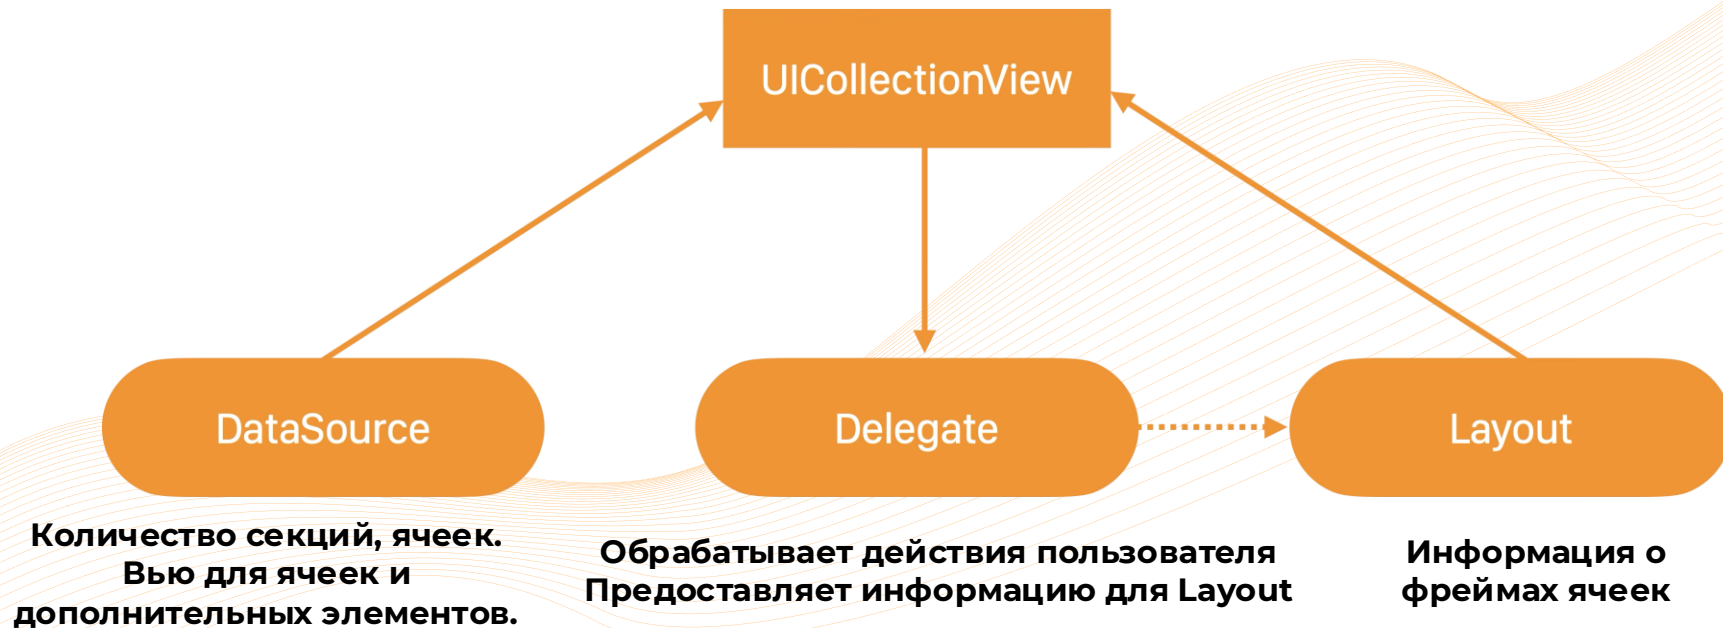 UICollectionView
DataSource
Delegate
Layout
Количество секций, ячеек.
Вью для ячеек и
дополнительных элементов.
Обрабатывает действия пользователя
Предоставляет информацию для Layout
Информация о
фреймах ячеек